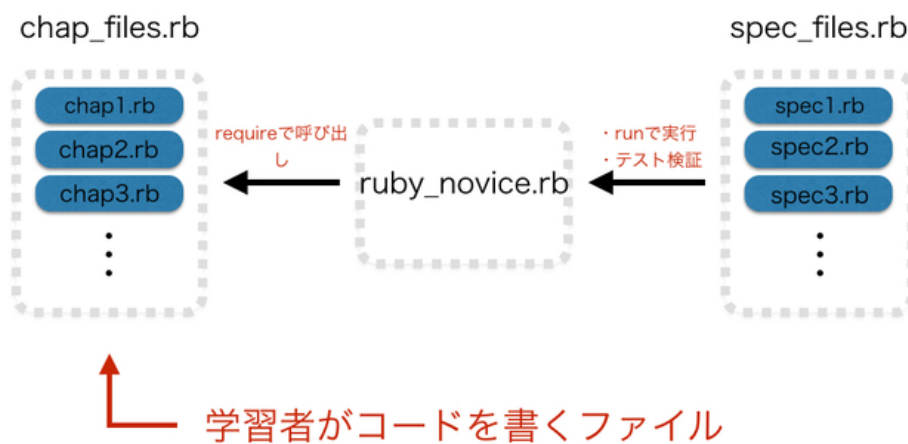 chap_files.rb
spec_files.rb
chap1.rb
chap2.rb
chap3.rb
requireで呼び出
し
ruby_novice.rb
・runで実行
・テスト検証
spec1.rb
spec2.rb
spec3.rb
学習者がコードを書くファイル